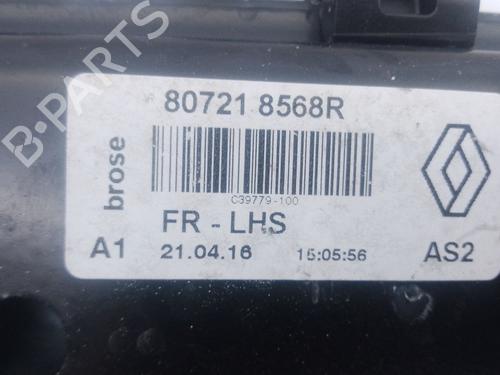 B-PARTS
80721 8568R
brose
C39779-100
FR - LHS
A1 21.04.16 15:05:56 AS2